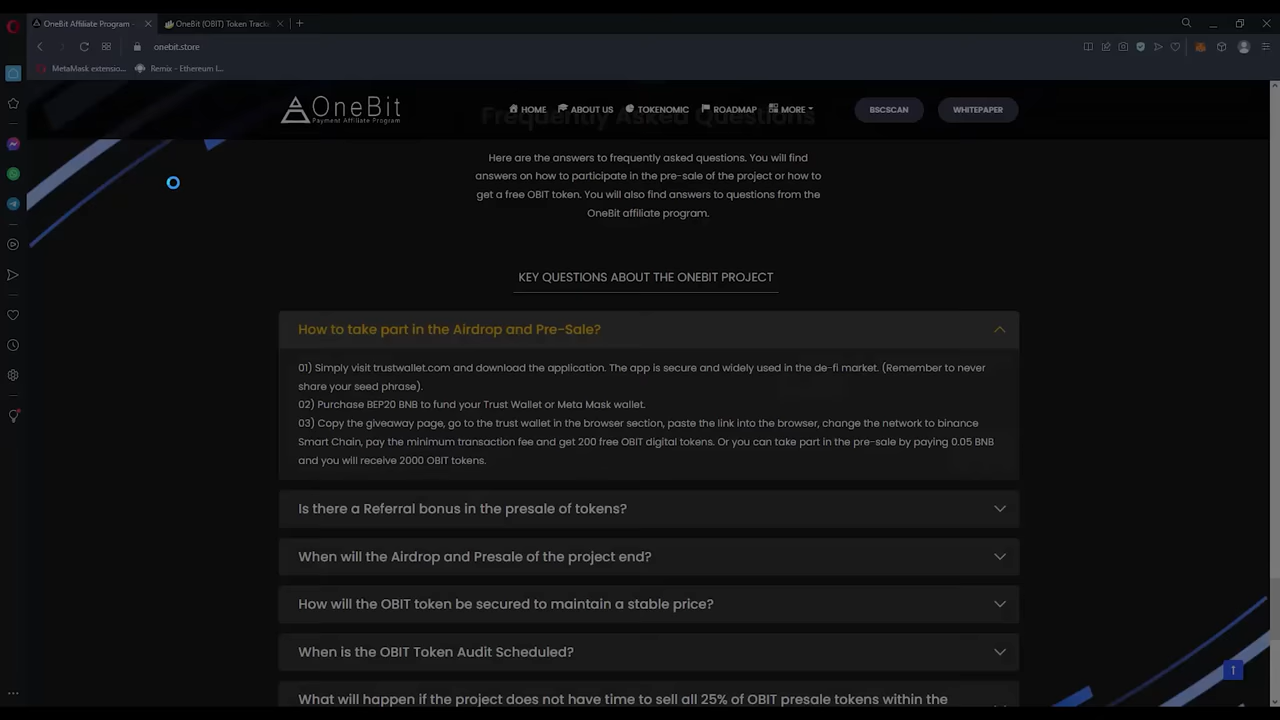 OneBit Affiliate Program -
OneBit (OBIT) Token Track
onebit.store
MetaMask extensio...
Remix - Ethereum I...
OneBit
Payment Affiliate Program
HOME
ABOUT US
TOKENOMIC
ROADMAP
MORE
BSCSCAN
WHITEPAPER
Frequently Asked Questions
Here are the answers to frequently asked questions. You will find
answers on how to participate in the pre-sale of the project or how to
get a free OBIT token. You will also find answers to questions from the
OneBit affiliate program.
KEY QUESTIONS ABOUT THE ONEBIT PROJECT
How to take part in the Airdrop and Pre-Sale?
01) Simply visit trustwallet.com and download the application. The app is secure and widely used in the de-fi market. (Remember to never
share your seed phrase).
02) Purchase BEP20 BNB to fund your Trust Wallet or Meta Mask wallet.
03) Copy the giveaway page, go to the trust wallet in the browser section, paste the link into the browser, change the network to binance
Smart Chain, pay the minimum transaction fee and get 200 free OBIT digital tokens. Or you can take part in the pre-sale by paying 0.05 BNB
and you will receive 2000 OBIT tokens.
Is there a Referral bonus in the presale of tokens?
When will the Airdrop and Presale of the project end?
How will the OBIT token be secured to maintain a stable price?
When is the OBIT Token Audit Scheduled?
What will happen if the project does not have time to sell all 25% of OBIT presale tokens within the